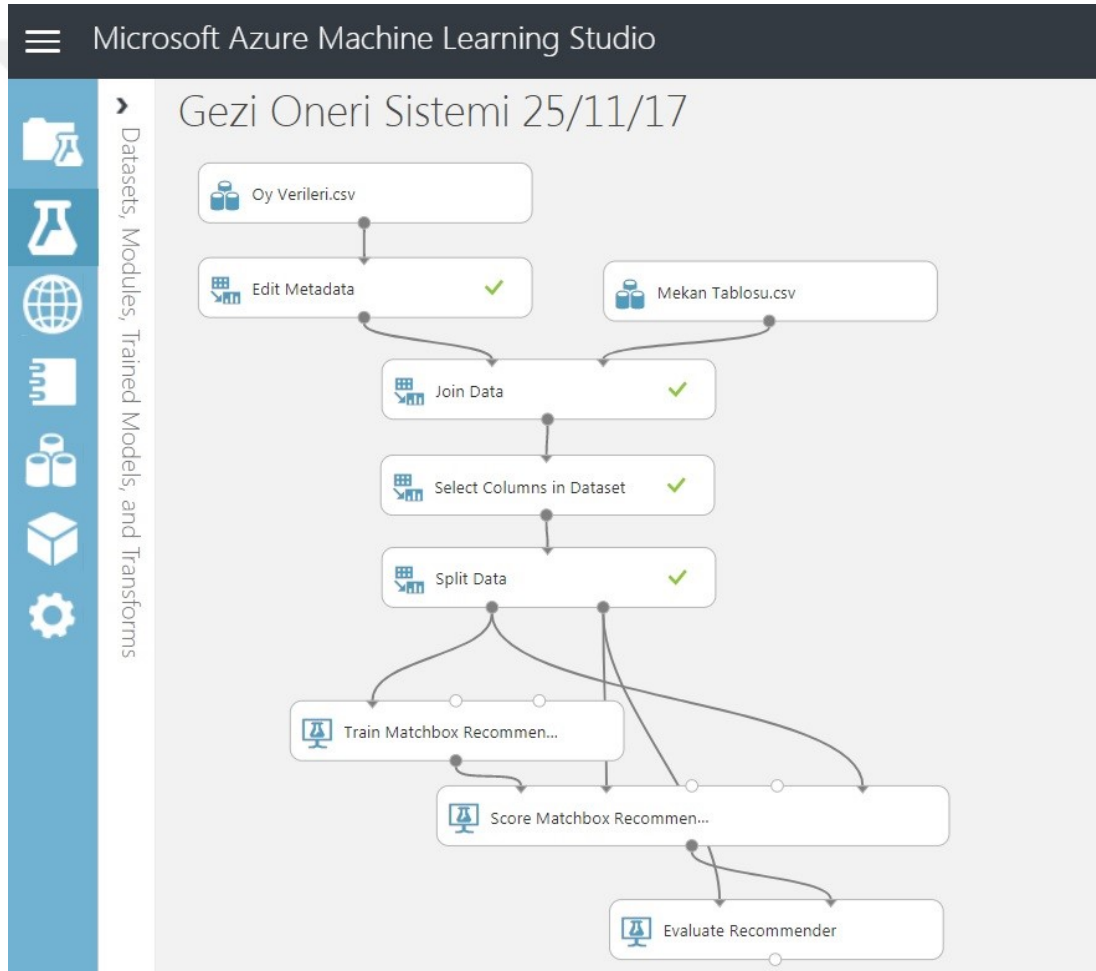 Microsoft Azure Machine Learning Studio
Datasets, Modules, Trained Models, and Transforms
Gezi Oneri Sistemi 25/11/17
Oy Verileri.csv
Edit Metadata
Mekan Tablosu.csv
Join Data
Select Columns in Dataset
Split Data
Train Matchbox Recommen...
Score Matchbox Recommen...
Evaluate Recommender